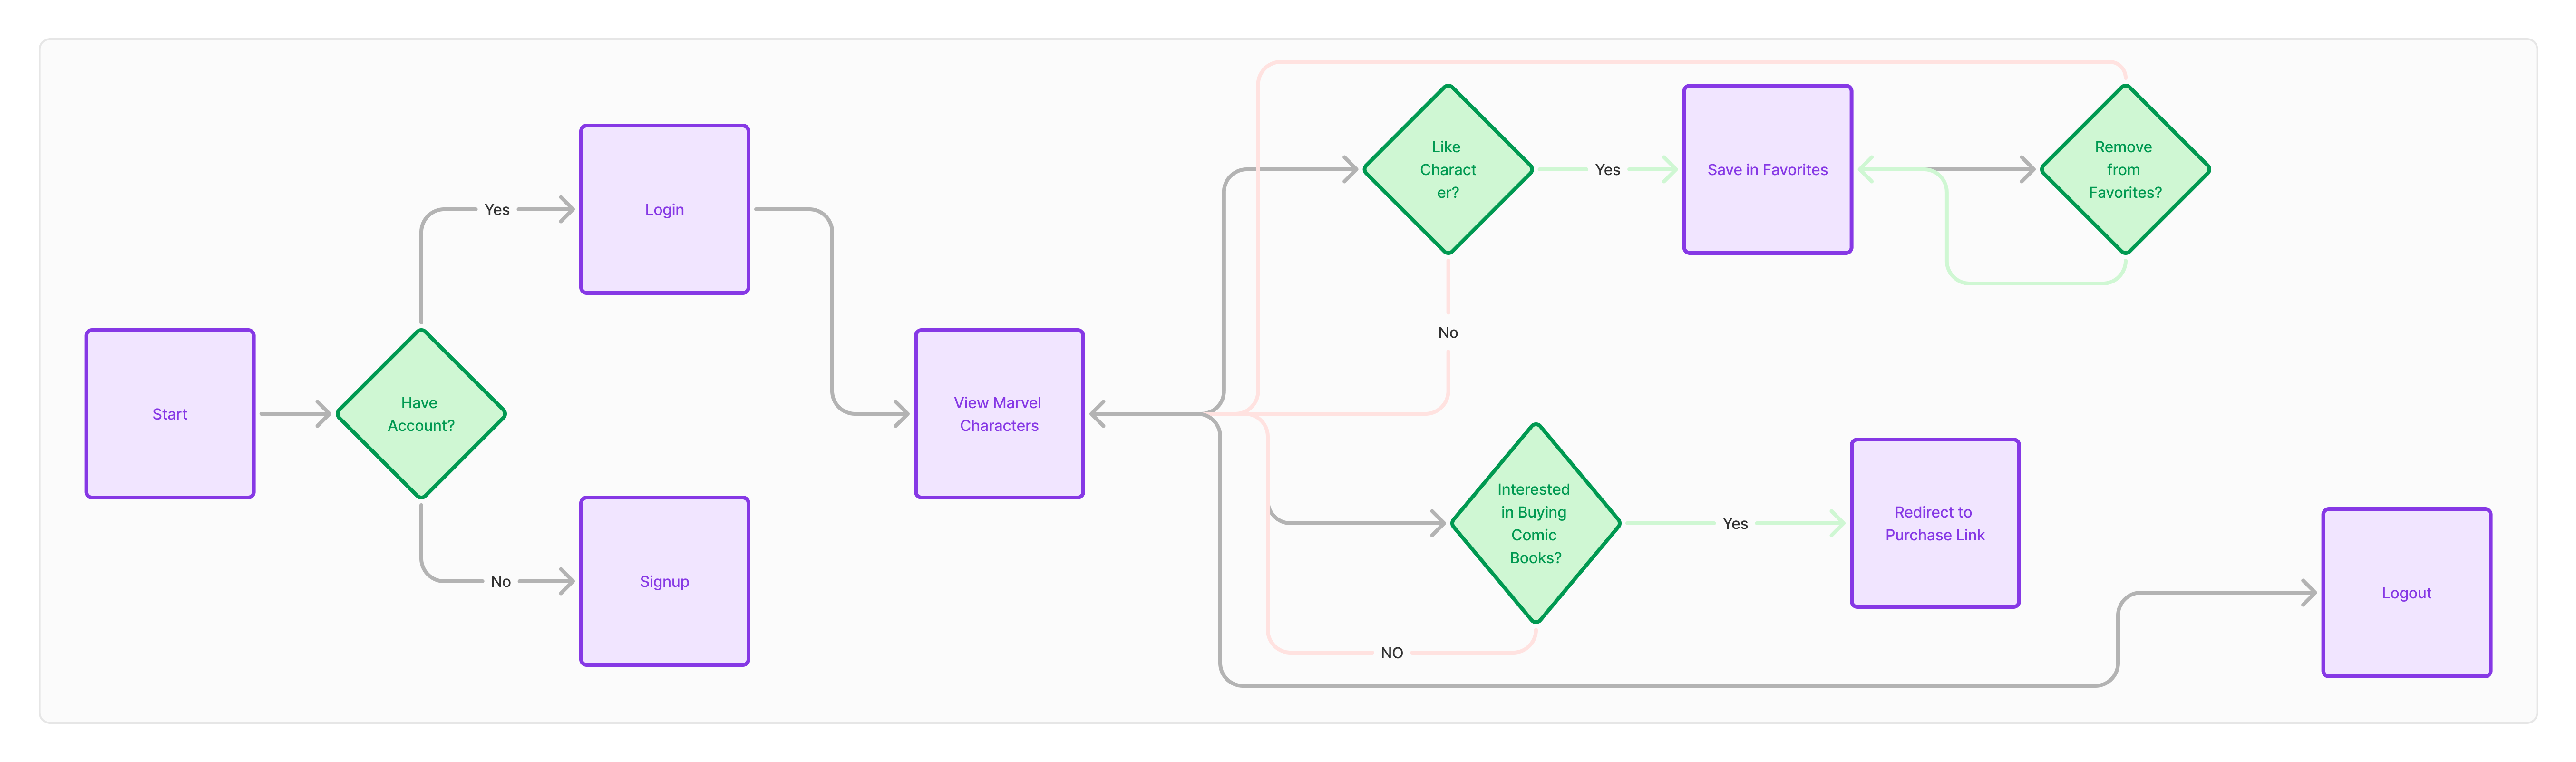 Start
Have
Account?
Yes
Login
No
Signup
View Marvel
Characters
Like
Charact
er?
Yes
Save in Favorites
Remove
from
Favorites?
No
Interested
in Buying
Comic
Books?
Yes
Redirect to
Purchase Link
NO
Logout